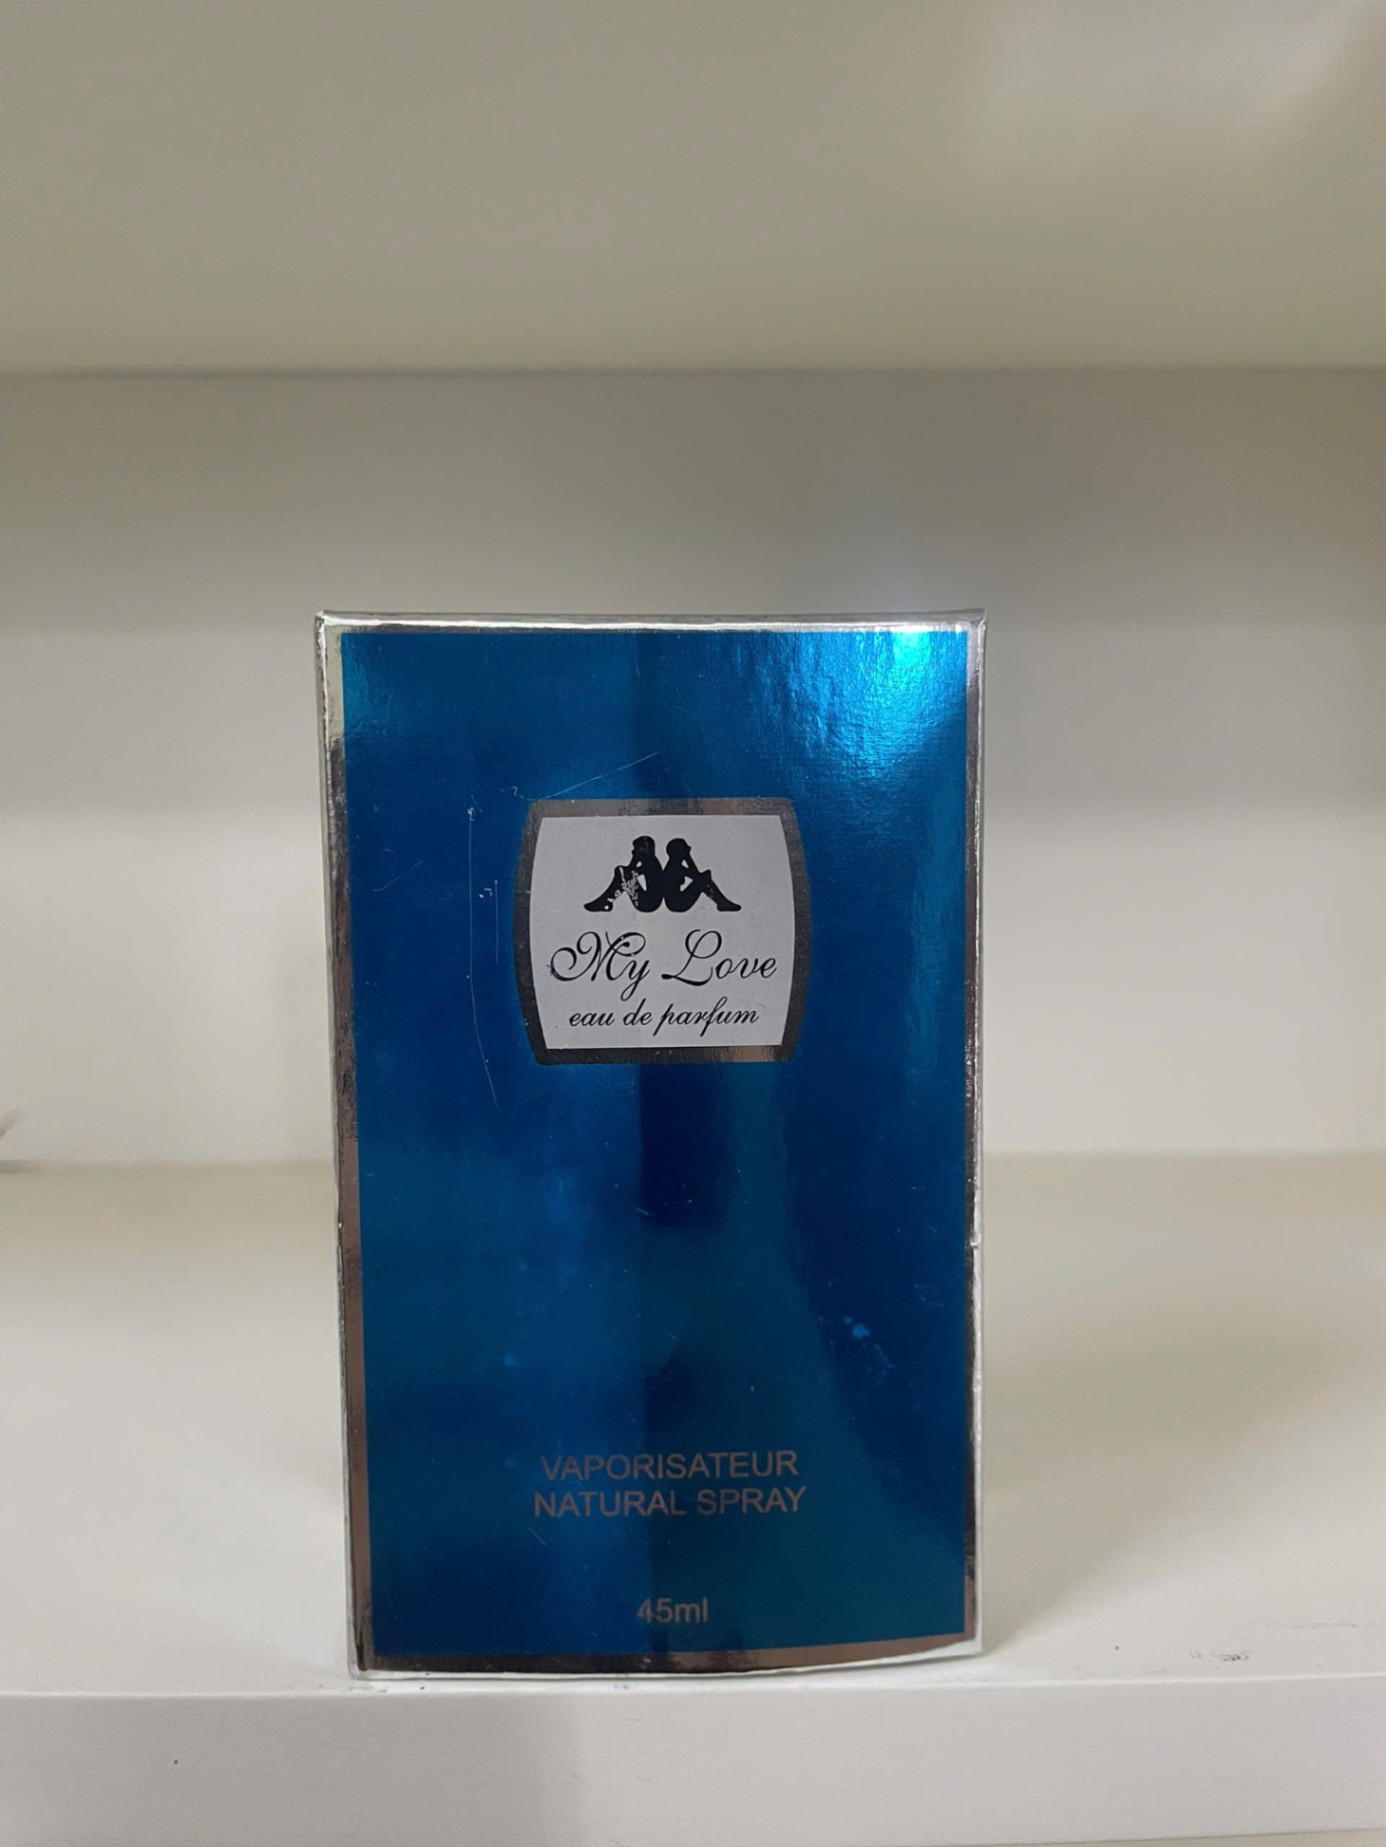 My Love
eau de parfum
VAPORISATEUR
NATURAL SPRAY
45ml